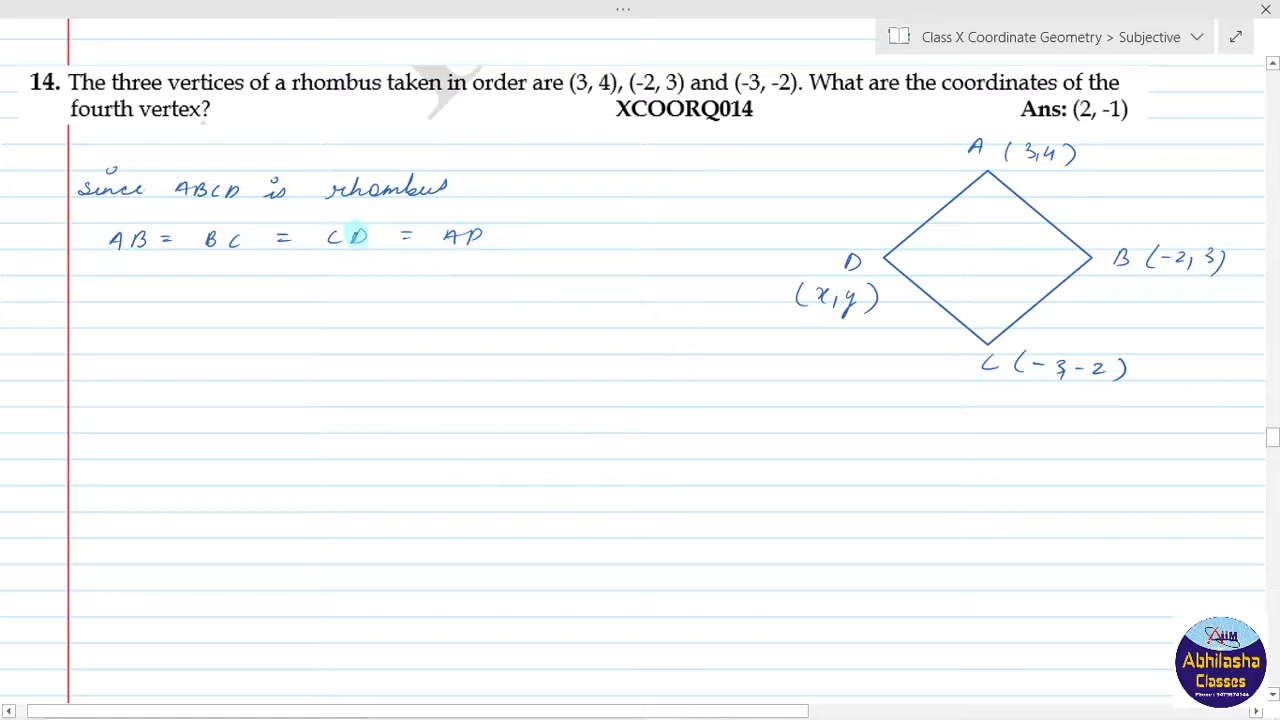 Class X Coordinate Geometry > Subjective
14. The three vertices of a rhombus taken in order are (3, 4), (-2, 3) and (-3, -2). What are the coordinates of the
fourth vertex? XCOORQ014 Ans: (2, -1)
A (3,4)
Since ABCD is rhombus
AB = BC = CD = AD
D B (-2, 3)
(x, y)
C (-3, -2)
AIIM
Abhilasha
Classes